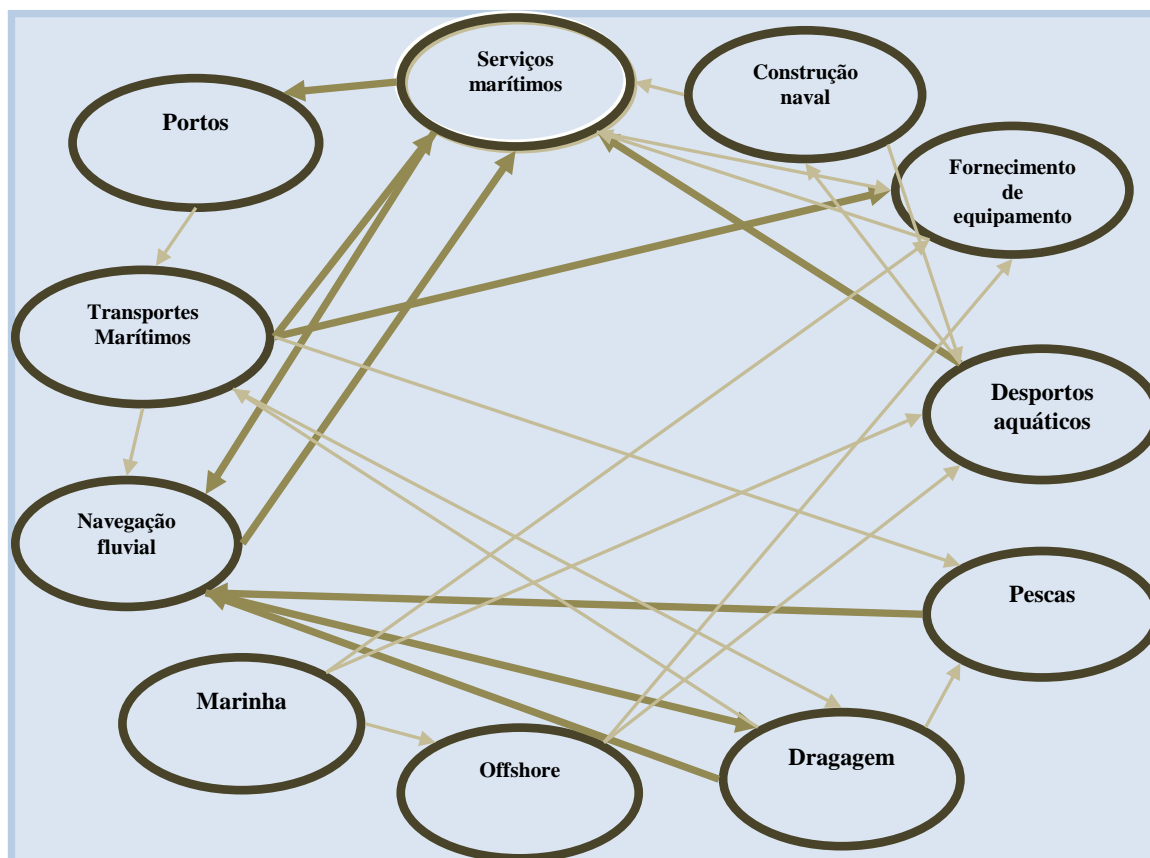 Serviços
marítimos
Construção
naval
Portos
Fornecimento
de
equipamento
Transportes
Marítimos
Desportos
aquáticos
Navegação
fluvial
Pescas
Marinha
Offshore
Dragagem